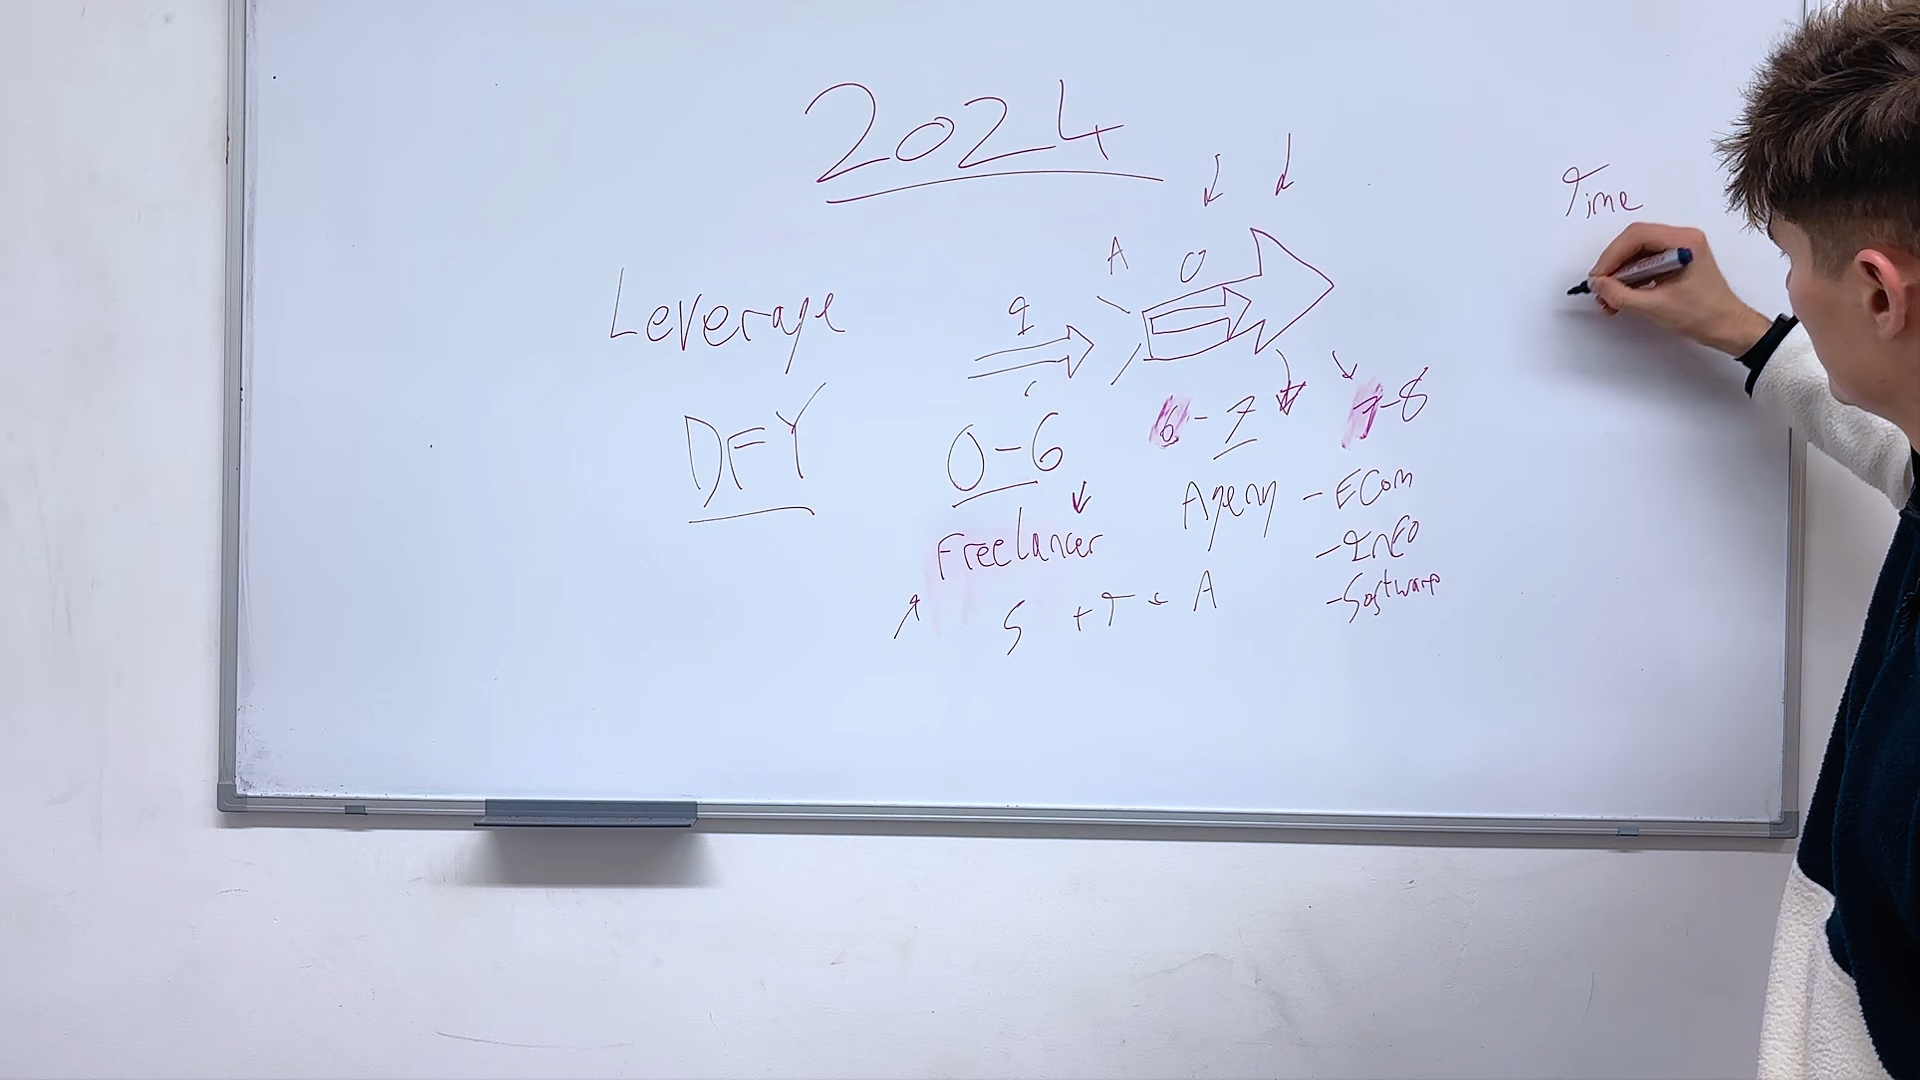 2024
Time
A
O
Leverage
DFY
0-6
6-7
7-8
Freelancer
Agency
- ECom
- Info
- Software
S + T = A